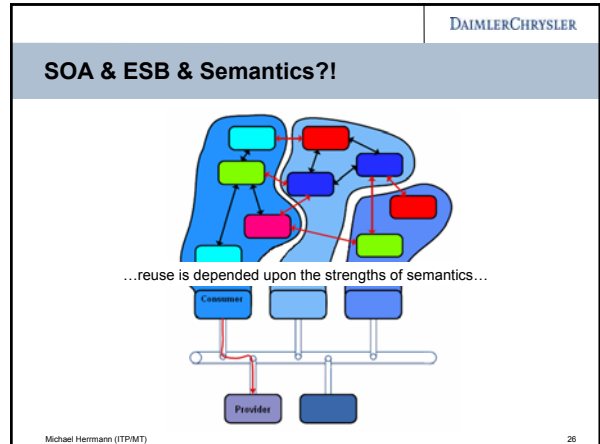 DAIMLERCHRYSLER
SOA & ESB & Semantics?!
…reuse is depended upon the strengths of semantics…
Consumer
Provider
Michael Herrmann (ITP/MT)
26